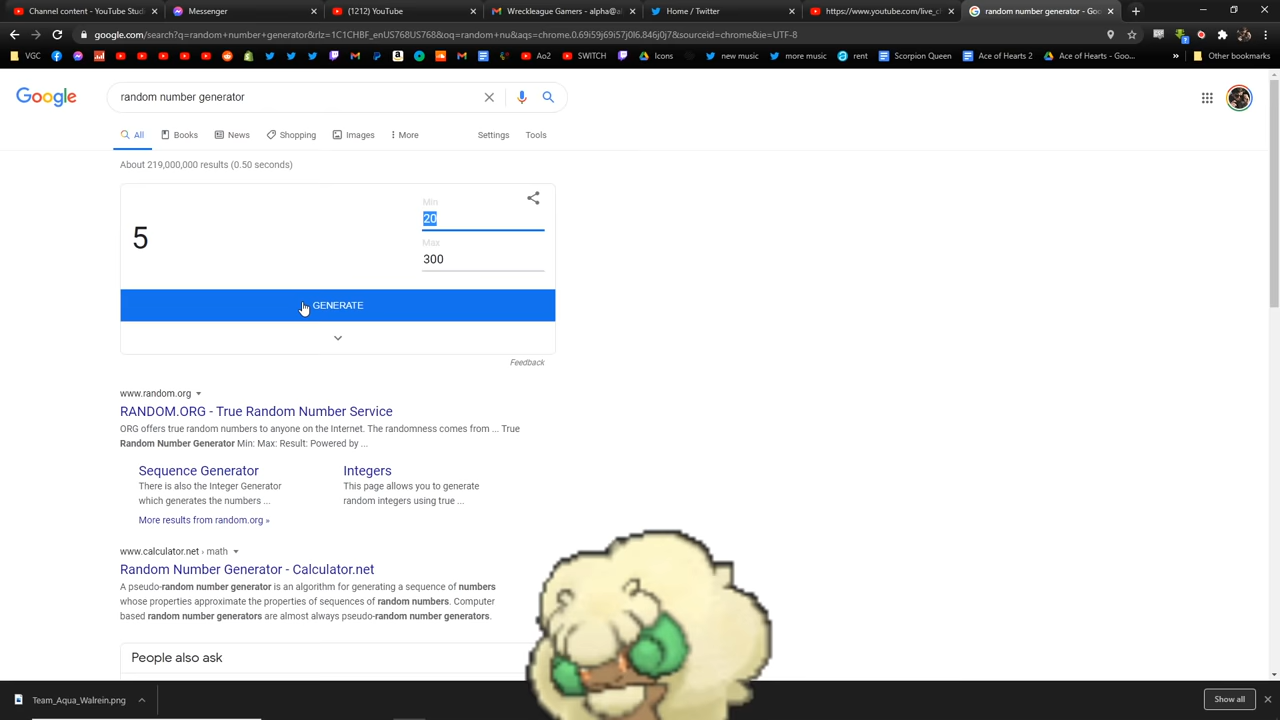 Channel content - YouTube Studi
Messenger
(1212) YouTube
Wreckleague Gamers - alpha@al
Home / Twitter
https://www.youtube.com/live_c
random number generator - Goo
google.com/search?q=random+number+generator&rlz=1C1CHBF_enUS768US768&oq=random+nu&aqs=chrome.0.69i59j69i57j0l6.846j0j7&sourceid=chrome&ie=UTF-8
VGC
Ao2
SWITCH
Icons
new music
more music
rent
Scorpion Queen
Ace of Hearts 2
Ace of Hearts - Goo...
Other bookmarks
Google
random number generator
All
Books
News
Shopping
Images
More
Settings
Tools
About 219,000,000 results (0.50 seconds)
5
Min
20
Max
300
GENERATE
Feedback
www.random.org
RANDOM.ORG - True Random Number Service
ORG offers true random numbers to anyone on the Internet. The randomness comes from ... True
Random Number Generator Min: Max: Result: Powered by ...
Sequence Generator
There is also the Integer Generator
which generates the numbers ...
Integers
This page allows you to generate
random integers using true ...
More results from random.org »
www.calculator.net › math
Random Number Generator - Calculator.net
A pseudo-random number generator is an algorithm for generating a sequence of numbers
whose properties approximate the properties of sequences of random numbers. Computer
based random number generators are almost always pseudo-random number generators.
People also ask
Team_Aqua_Walrein.png
Show all